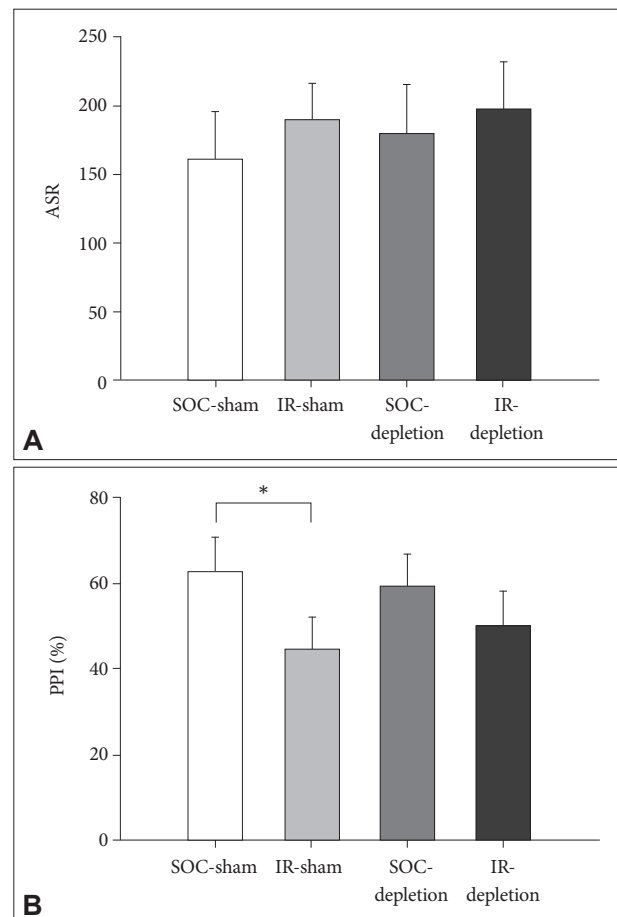 250
200
150
100
50
0
ASR
SOC-sham IR-sham SOC- IR-
depletion depletion
A
80
60
40
20
0
PPI (%)
*
SOC-sham IR-sham SOC- IR-
depletion depletion
B